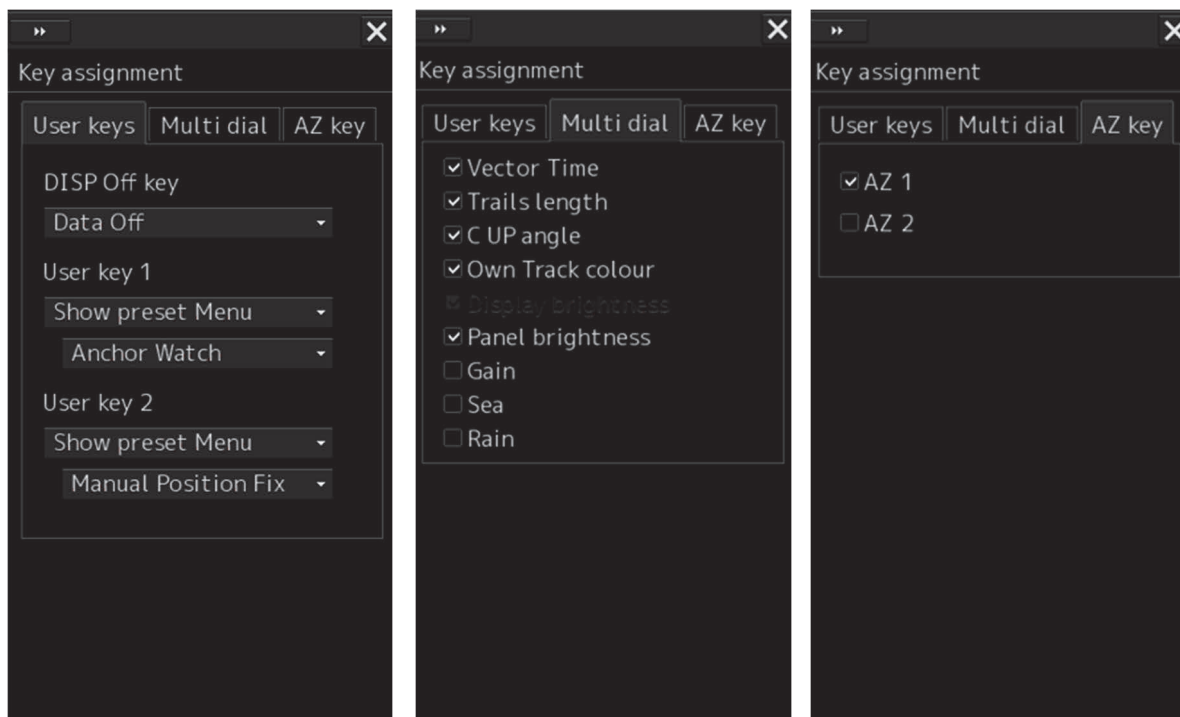 Key assignment
User keys Multi dial AZ key
DISP Off key
Data Off
User key 1
Show preset Menu
Anchor Watch
User key 2
Show preset Menu
Manual Position Fix
Key assignment
User keys Multi dial AZ key
Vector Time
Trails length
C UP angle
Own Track colour
Display brightness
Panel brightness
Gain
Sea
Rain
Key assignment
User keys Multi dial AZ key
AZ 1
AZ 2